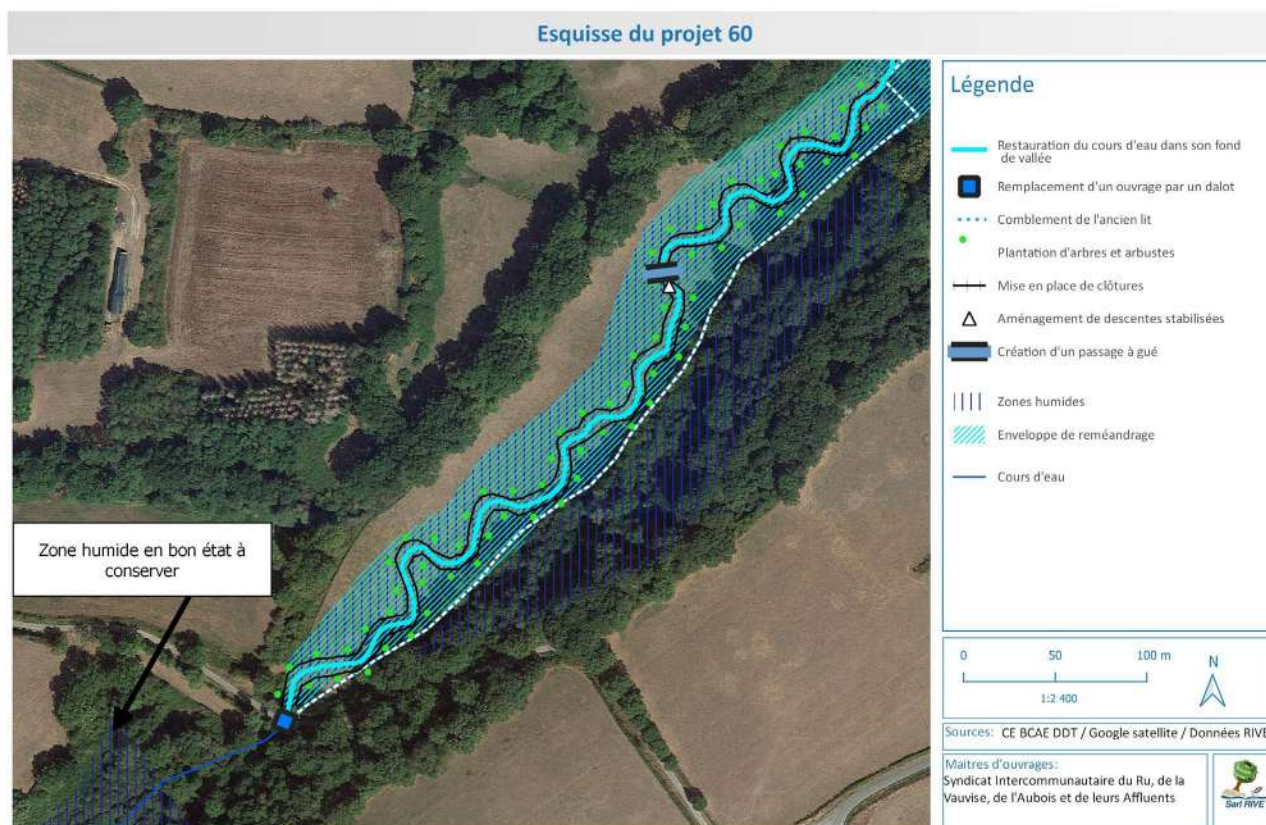 Esquisse du projet 60
Zone humide en bon état à
conserver
Légende
Restauration du cours d'eau dans son fond
de vallée
Remplacement d'un ouvrage par un dalot
Comblement de l'ancien lit
Plantation d'arbres et arbustes
Mise en place de clôtures
Aménagement de descentes stabilisées
Création d'un passage à gué
Zones humides
Enveloppe de reméandrage
Cours d'eau
0 50 100 m
N
1:2 400
Sources: CE BCAE DDT / Google satellite / Données RIVE
Maitres d'ouvrages:
Syndicat Intercommunautaire du Ru, de la
Vauvise, de l'Aubois et de leurs Affluents
Sarl RIVE